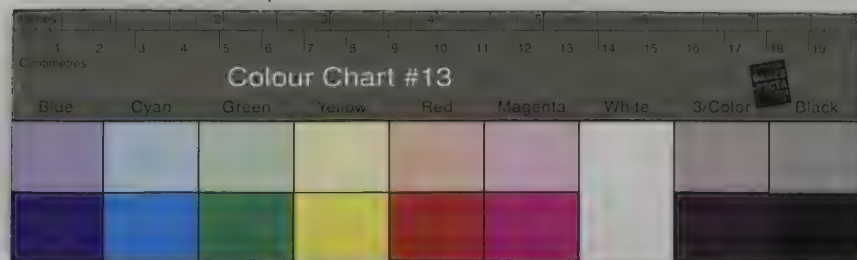 Inches 1 2 3 4 5 6 7
1 2 3 4 5 6 7 8 9 10 11 12 13 14 15 16 17 18 19
Centimetres
Colour Chart #13
Blue Cyan Green Yellow Red Magenta White 3/Color Black